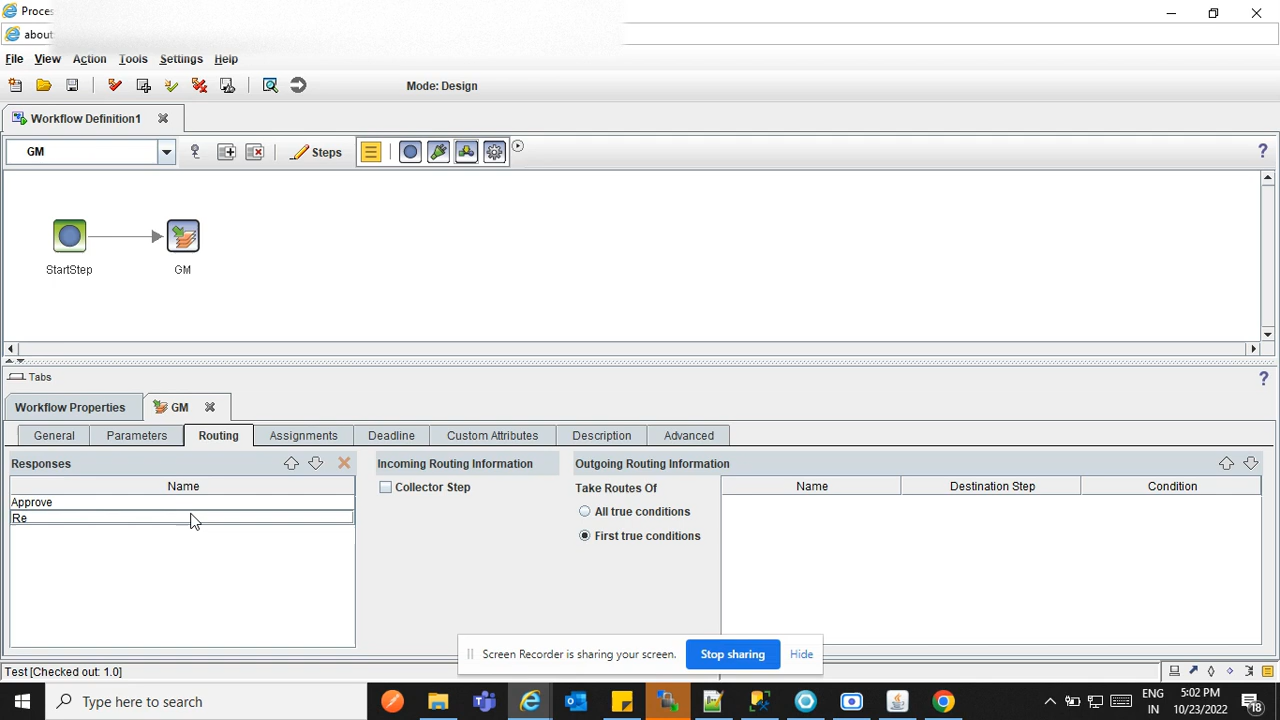 Proces
about
File View Action Tools Settings Help
Mode: Design
Workflow Definition1
GM
Steps
?
StartStep
GM
Tabs
?
Workflow Properties GM
General Parameters Routing Assignments Deadline Custom Attributes Description Advanced
Responses
Incoming Routing Information
Outgoing Routing Information
Name
Approve
Re
Collector Step
Take Routes Of
All true conditions
First true conditions
Name Destination Step Condition
Screen Recorder is sharing your screen. Stop sharing Hide
Test [Checked out: 1.0]
Type here to search
ENG
IN
5:02 PM
10/23/2022
18